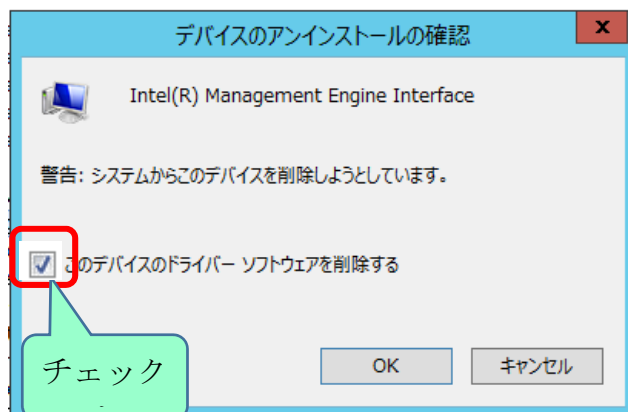 デバイスのアンインストールの確認
x
Intel(R) Management Engine Interface
警告: システムからこのデバイスを削除しようとしています。
このデバイスのドライバー ソフトウェアを削除する
チェック
OK
キャンセル